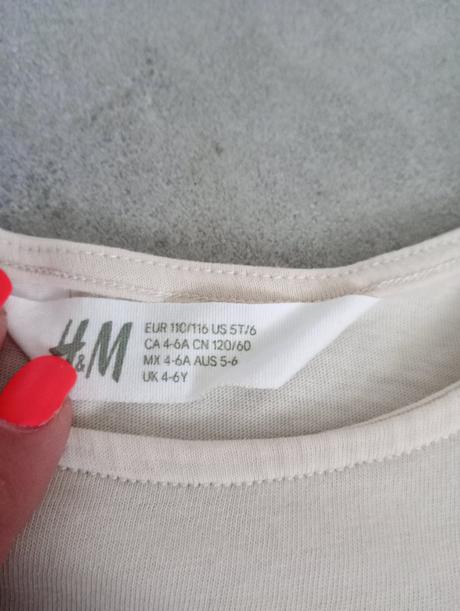 H&M
EUR 110/116 US 5T/6
CA 4-6A CN 120/60
MX 4-6A AUS 5-6
UK 4-6Y